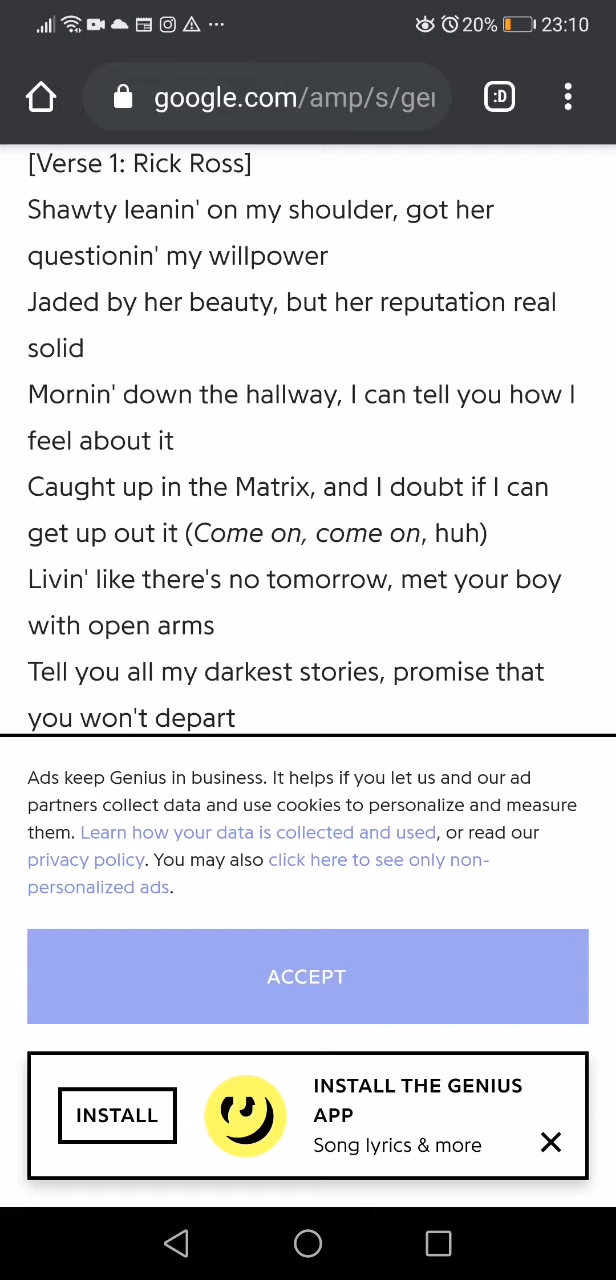 20% 23:10
google.com/amp/s/ge
:D
[Verse 1: Rick Ross]
Shawty leanin' on my shoulder, got her
questionin' my willpower
Jaded by her beauty, but her reputation real
solid
Mornin' down the hallway, I can tell you how I
feel about it
Caught up in the Matrix, and I doubt if I can
get up out it (Come on, come on, huh)
Livin' like there's no tomorrow, met your boy
with open arms
Tell you all my darkest stories, promise that
you won't depart
Ads keep Genius in business. It helps if you let us and our ad
partners collect data and use cookies to personalize and measure
them. Learn how your data is collected and used, or read our
privacy policy. You may also click here to see only non-
personalized ads.
ACCEPT
INSTALL
INSTALL THE GENIUS
APP
Song lyrics & more